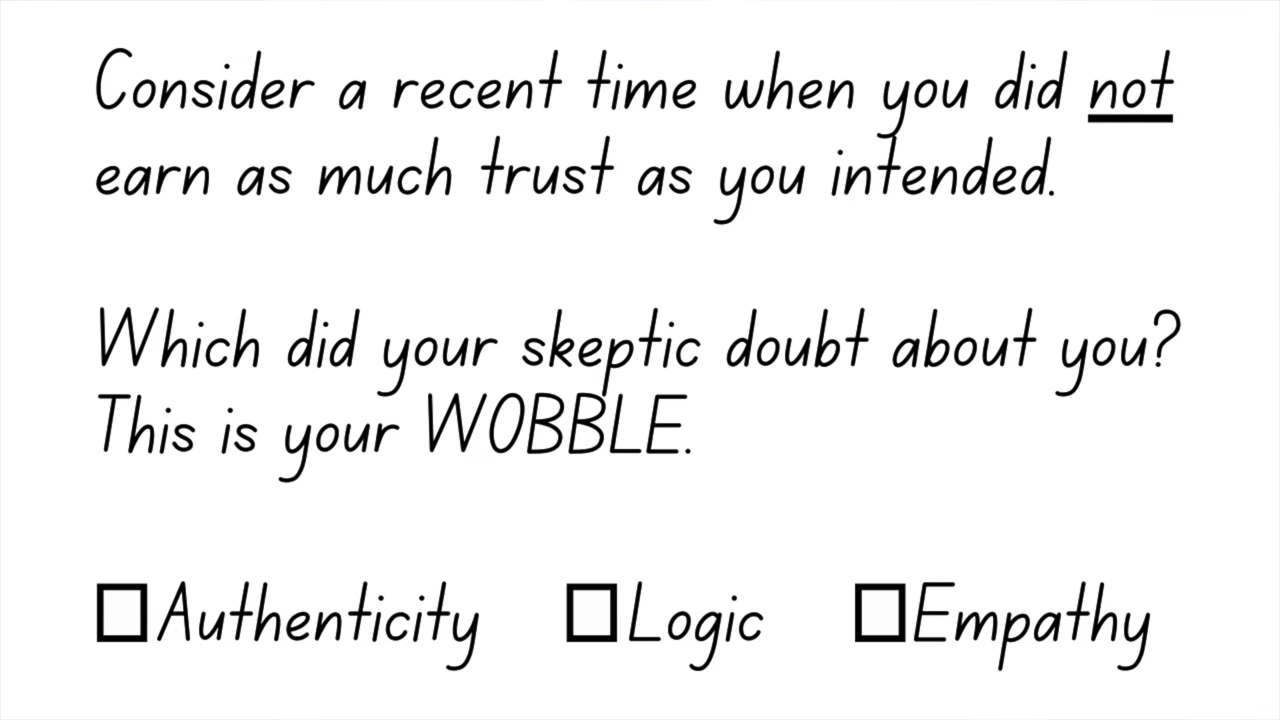 Consider a recent time when you did not
earn as much trust as you intended.
Which did your skeptic doubt about you?
This is your WOBBLE.
☐Authenticity ☐Logic ☐Empathy